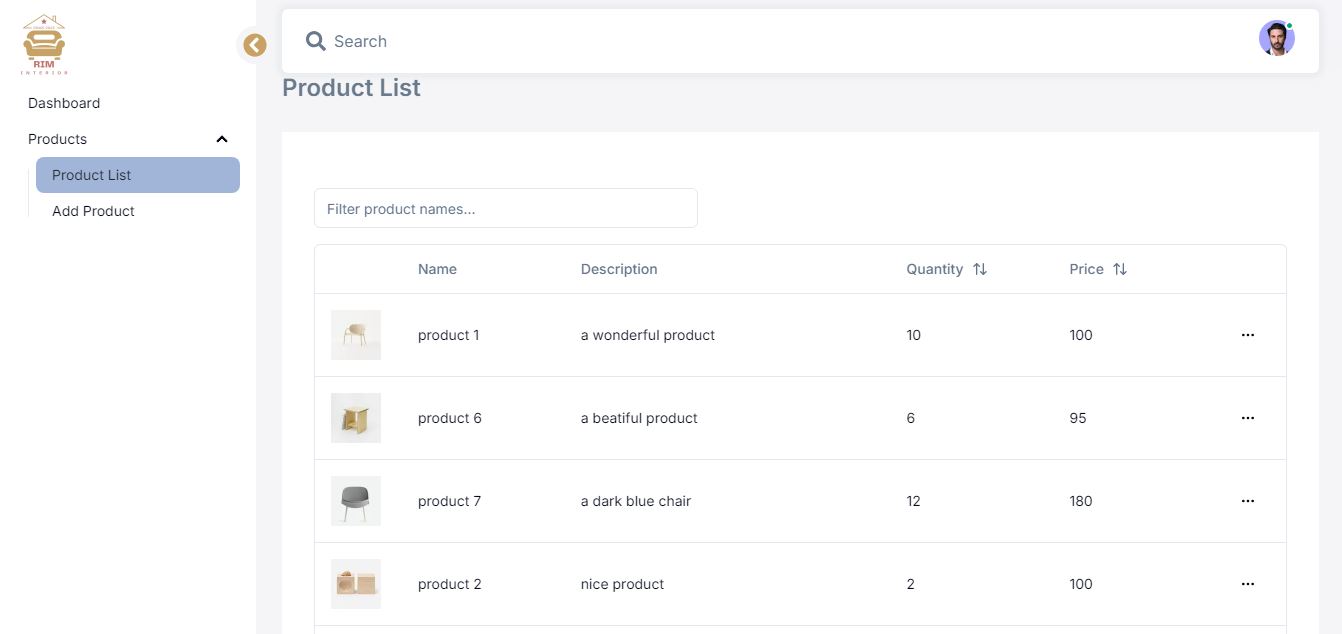 RIM
INTERIOR
Search
Dashboard
Products
Product List
Add Product
Product List
Filter product names...
Name Description Quantity Price
product 1 a wonderful product 10 100
product 6 a beatiful product 6 95
product 7 a dark blue chair 12 180
product 2 nice product 2 100